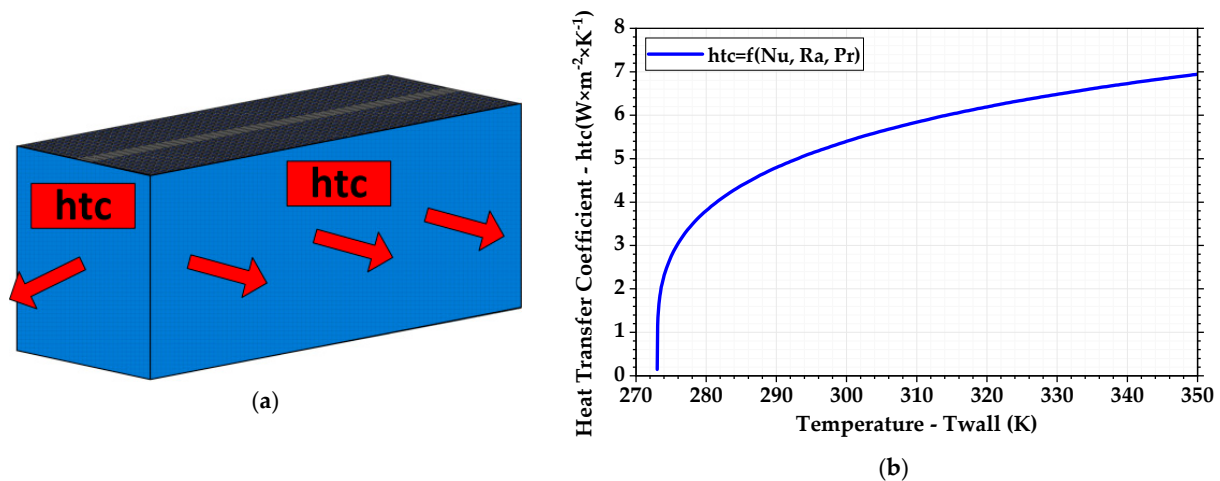 htc
htc
(a)
Heat Transfer Coefficient - htc(W×m⁻²×K⁻¹)
8
7
6
5
4
3
2
1
0
htc=f(Nu, Ra, Pr)
270 280 290 300 310 320 330 340 350
Temperature - Twall (K)
(b)